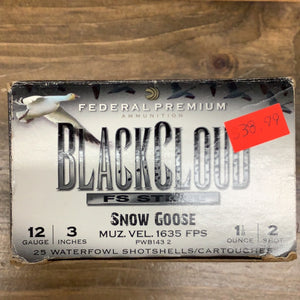 FEDERAL PREMIUM
AMMUNITION
38.99
BLACKCLOUD
FS STEEL
SNOW GOOSE
MUZ. VEL. 1635 FPS
PWB143 2
12 GAUGE 3 INCHES 1⅛ OUNCE 2 SHOT
25 WATERFOWL SHOTSHELLS/CARTOUCHES